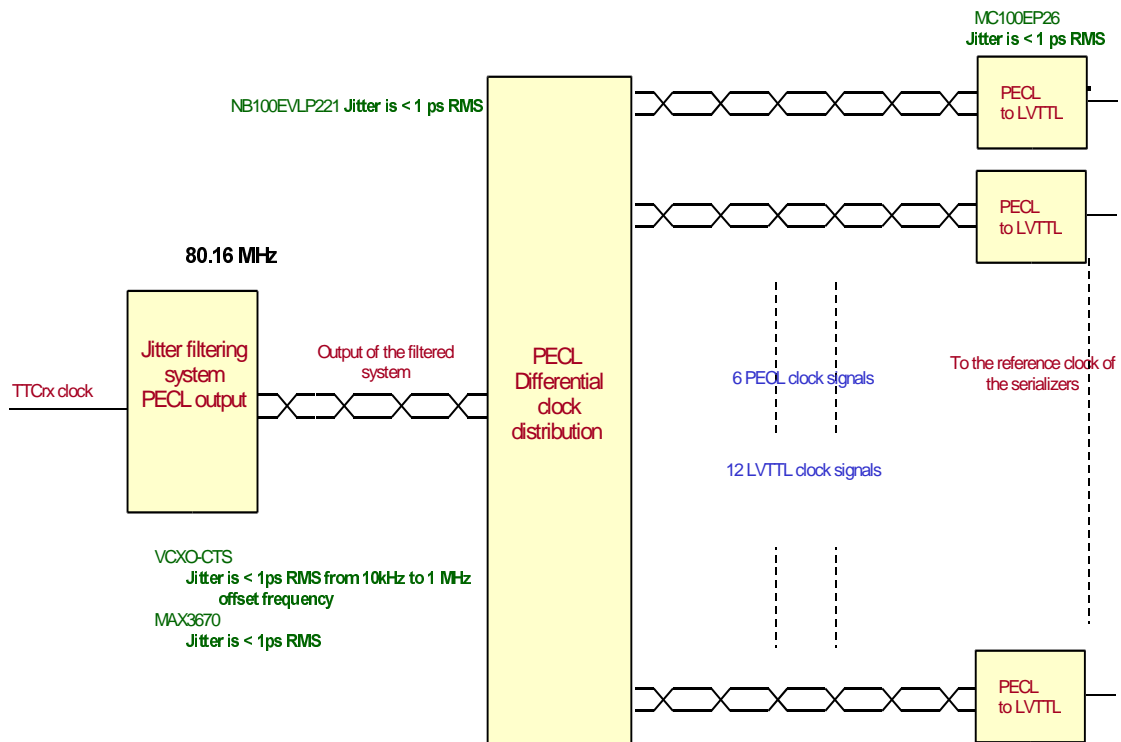 MC100EP26
Jitter is < 1 ps RMS
NB100EVLP221 Jitter is < 1 ps RMS
PECL
to LVTTL
PECL
to LVTTL
80.16 MHz
Jitter filtering
system
PECL output
TTCrx clock
Output of the filtered
system
PECL
Differential
clock
distribution
6 PECL clock signals
12 LVTTL clock signals
To the reference clock of
the serializers
VCXO-CTS
Jitter is < 1ps RMS from 10kHz to 1 MHz
offset frequency
MAX3670
Jitter is < 1ps RMS
PECL
to LVTTL